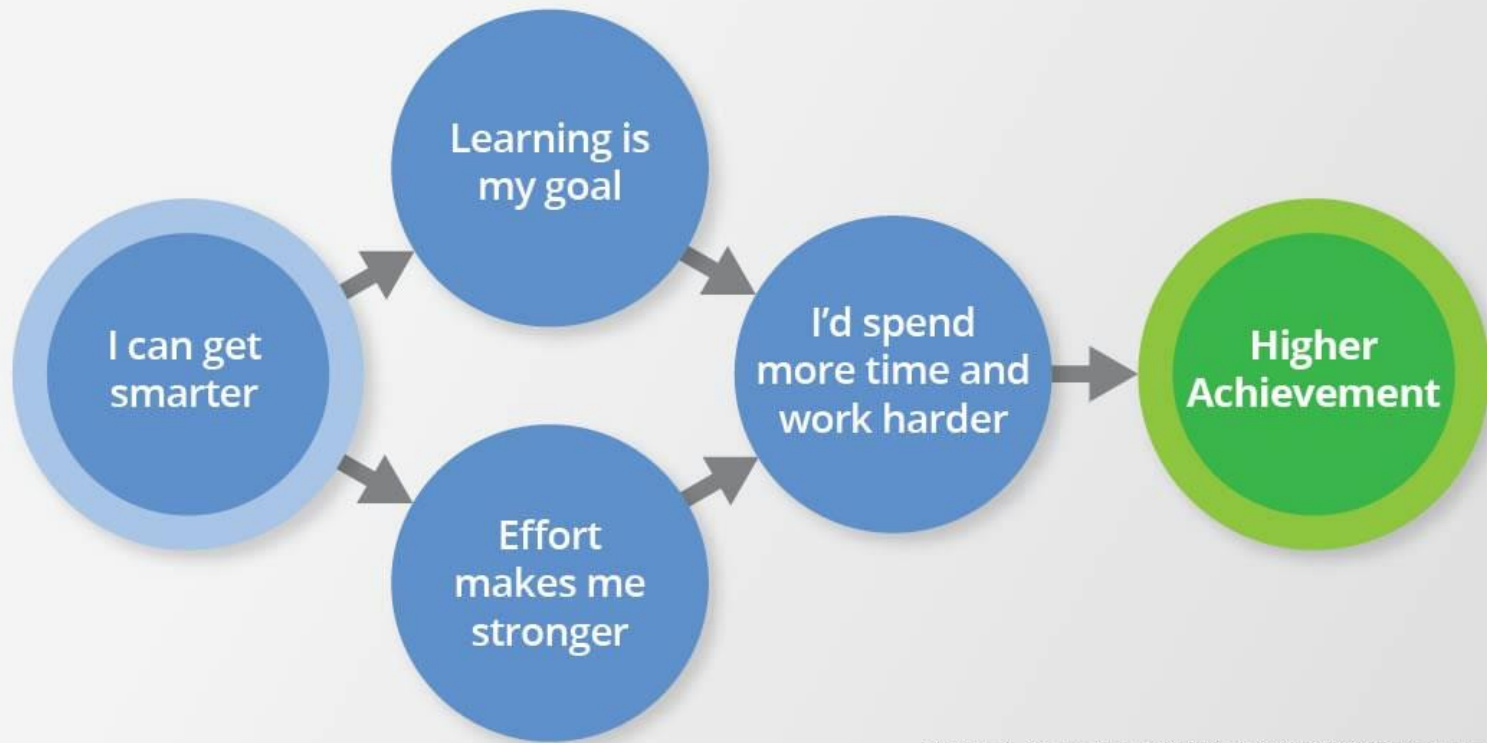 Learning is
my goal
I can get
smarter
Effort
makes me
stronger
I'd spend
more time and
work harder
Higher
Achievement